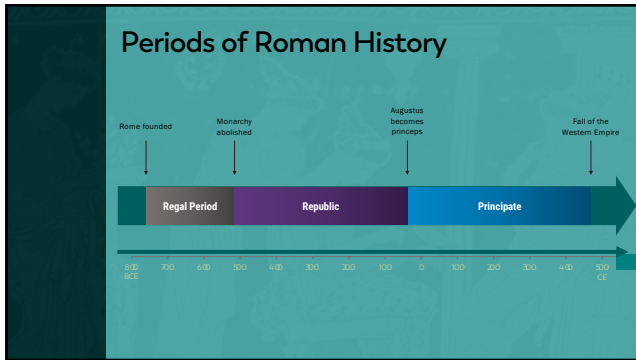 Periods of Roman History
Augustus
becomes
princeps
Rome founded
Monarchy
abolished
Fall of the
Western Empire
Regal Period
Republic
Principate
800 700 600 500 400 300 200 100 0 100 200 300 400 500
BCE CE